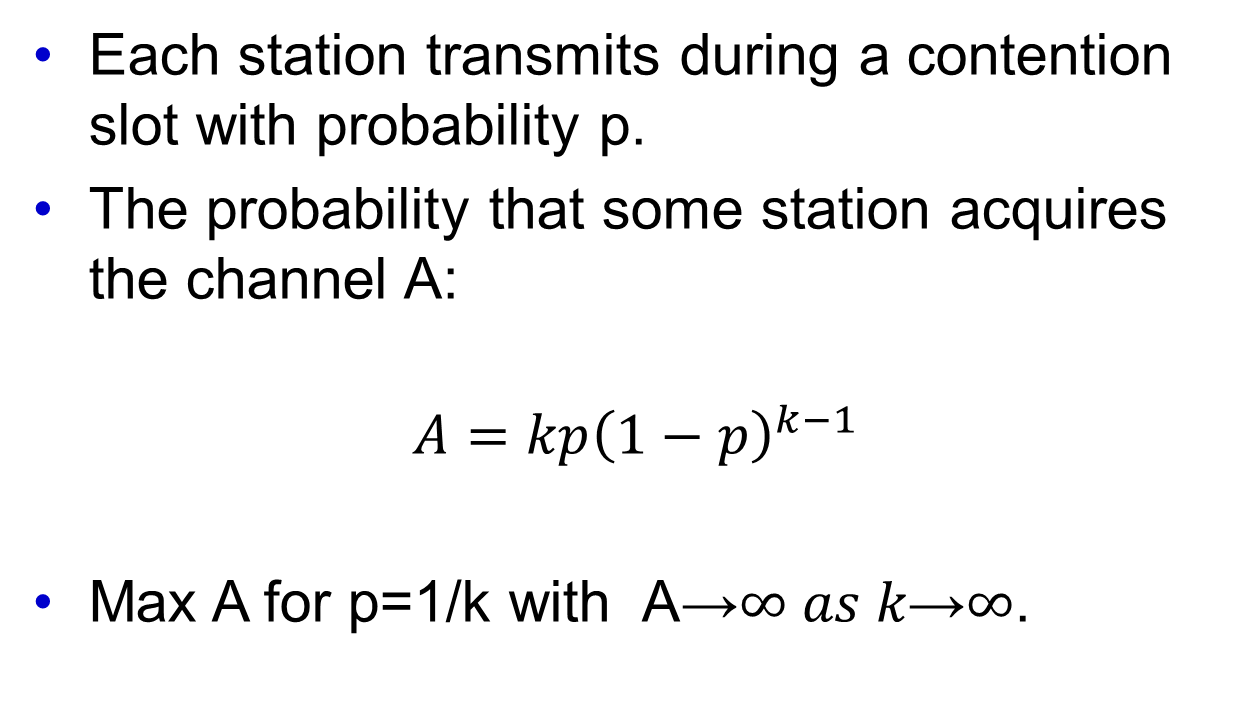 • Each station transmits during a contention
slot with probability p.
• The probability that some station acquires
the channel A:
A = kp(1 − p)^{k−1}
• Max A for p=1/k with A→∞ as k→∞.